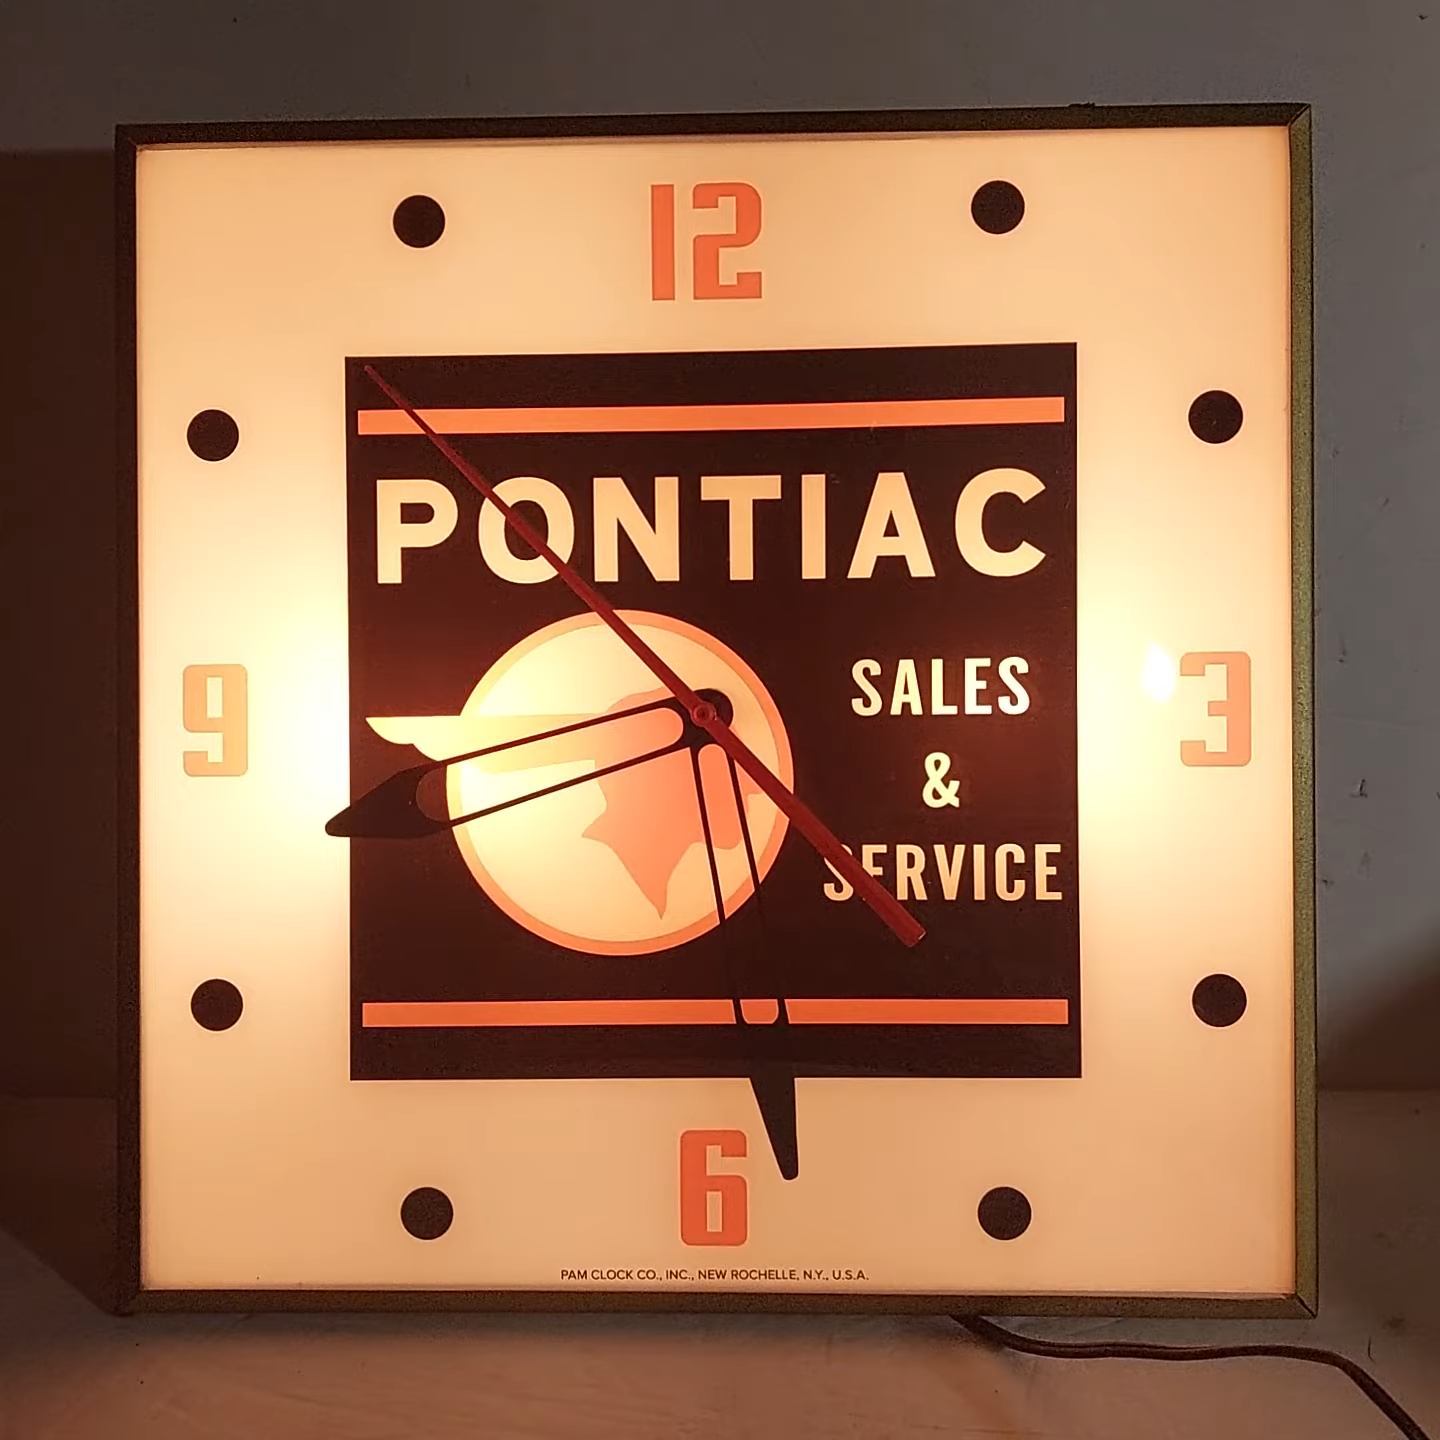 12
PONTIAC
9
SALES
3
&
SERVICE
6
PAM CLOCK CO., INC., NEW ROCHELLE, N.Y., U.S.A.